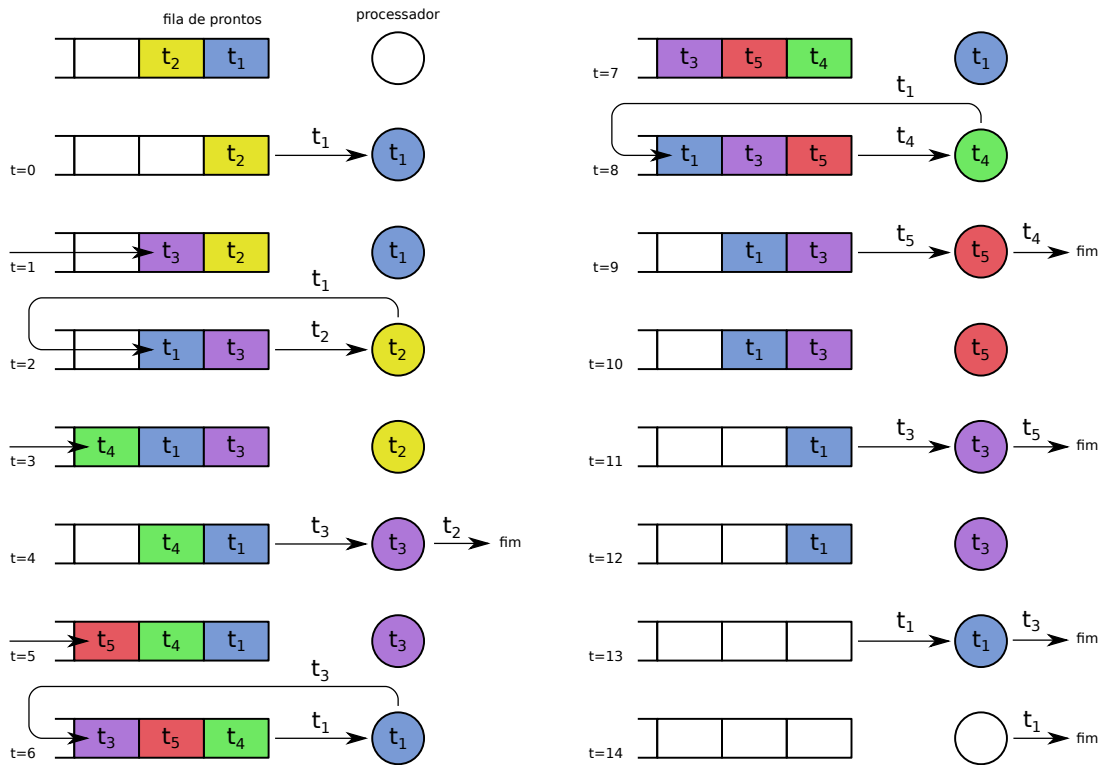 fila de prontos
processador
t2 t1
t1
t=0 t2 t1
t=1 t3 t2 t1
t1
t2
t=2 t1 t3 t2
t=3 t4 t1 t3 t2
t3 t2
t=4 t4 t1 t3 fim
t=5 t5 t4 t1 t3
t3
t1
t=6 t3 t5 t4 t1
t=7 t3 t5 t4 t1
t1
t4
t=8 t1 t3 t5 t4
t5 t4
t=9 t1 t3 t5 fim
t=10 t1 t3 t5
t3 t5
t=11 t1 t3 fim
t=12 t1 t3
t1 t3
t=13 t1 fim
t1
t=14 fim